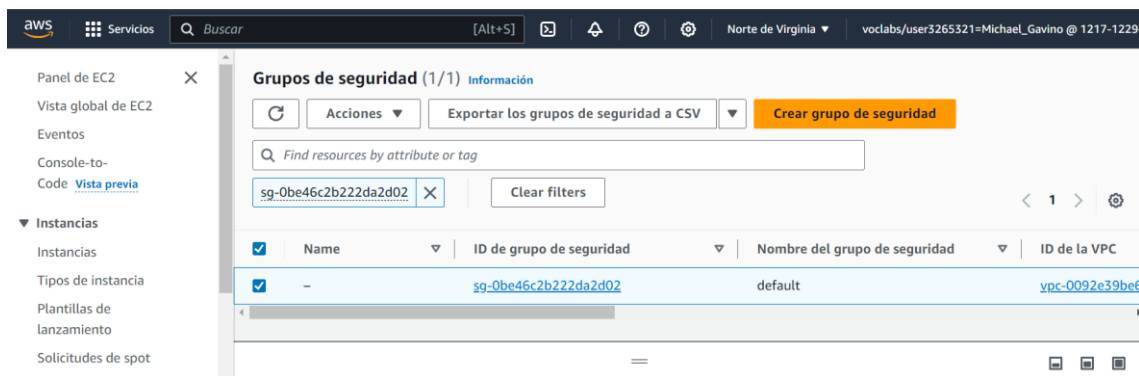 aws Servicios Buscar [Alt+S] Norte de Virginia voclabs/user3265321=Michael_Gavino @ 1217-1229
Panel de EC2
Vista global de EC2
Eventos
Console-to-
Code Vista previa
Instancias
Instancias
Tipos de instancia
Plantillas de
lanzamiento
Solicitudes de spot
Grupos de seguridad (1/1) Información
Acciones Exportar los grupos de seguridad a CSV Crear grupo de seguridad
Find resources by attribute or tag
sg-0be46c2b222da2d02 Clear filters
1
Name ID de grupo de seguridad Nombre del grupo de seguridad ID de la VPC
– sg-0be46c2b222da2d02 default vpc-0092e39be6